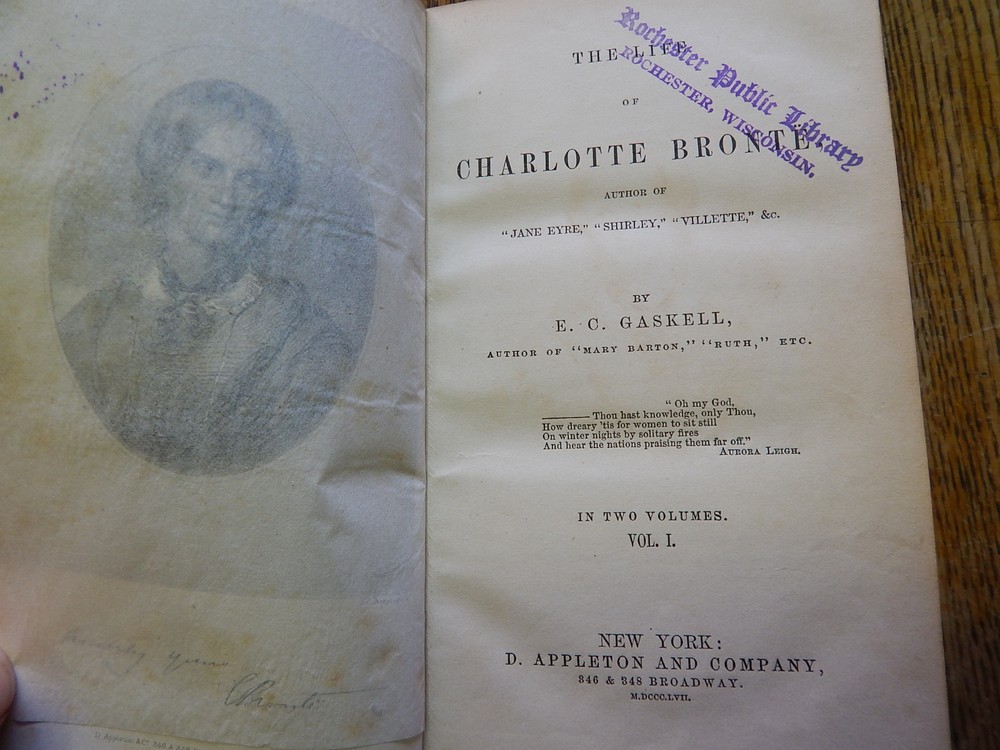 Sincerely yours
C Brontë
THE LIFE
OF
CHARLOTTE BRONTË,
AUTHOR OF
"JANE EYRE," "SHIRLEY," "VILLETTE," &c.
BY
E. C. GASKELL,
AUTHOR OF "MARY BARTON," "RUTH," ETC.
"Oh my God,
——— Thou hast knowledge, only Thou,
How dreary 'tis for women to sit still
On winter nights by solitary fires
And hear the nations praising them far off."
AURORA LEIGH.
IN TWO VOLUMES.
VOL. I.
NEW YORK:
D. APPLETON AND COMPANY,
346 & 348 BROADWAY.
M.DCCC.LVII.
Rochester Public Library
ROCHESTER, WISCONSIN.